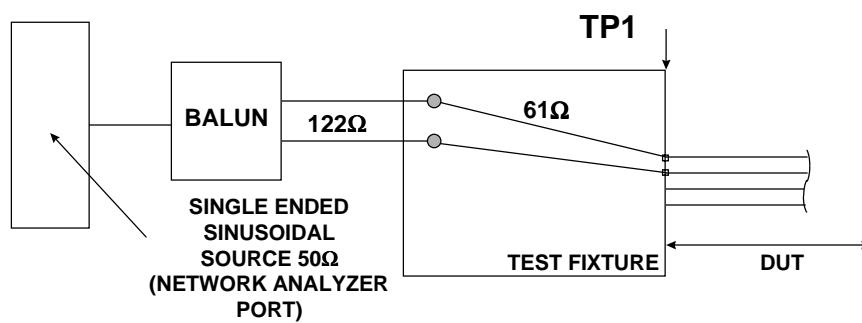 TP1
BALUN
122Ω
61Ω
SINGLE ENDED
SINUSOIDAL
SOURCE 50Ω
(NETWORK ANALYZER
PORT)
TEST FIXTURE
DUT